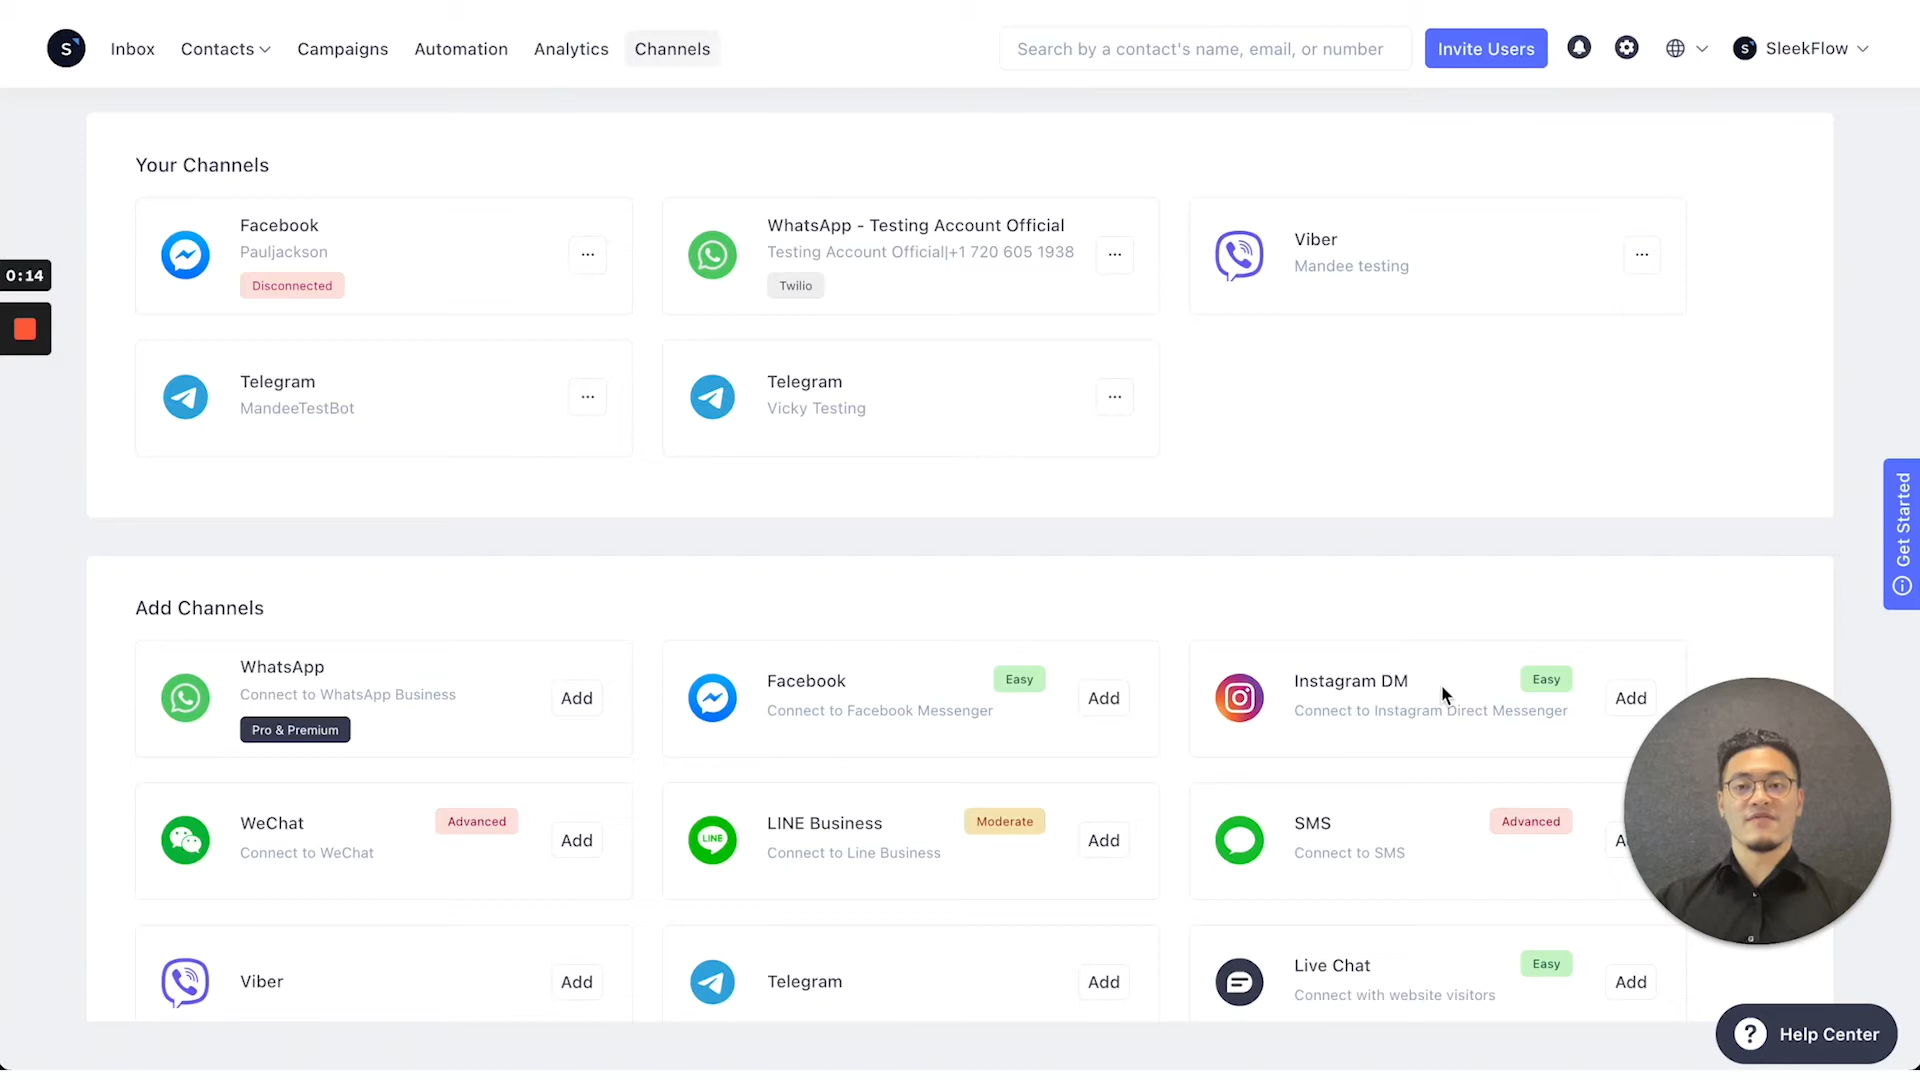 S Inbox Contacts Campaigns Automation Analytics Channels Search by a contact's name, email, or number Invite Users S SleekFlow
Your Channels
Facebook
Pauljackson
Disconnected
...
WhatsApp - Testing Account Official
Testing Account Official|+1 720 605 1938
Twilio
...
Viber
Mandee testing
...
0:14
Telegram
MandeeTestBot
...
Telegram
Vicky Testing
...
Get Started
Add Channels
WhatsApp
Connect to WhatsApp Business
Pro & Premium
Add
Facebook
Easy
Connect to Facebook Messenger
Add
Instagram DM
Easy
Connect to Instagram Direct Messenger
Add
WeChat
Advanced
Connect to WeChat
Add
LINE
LINE Business
Moderate
Connect to Line Business
Add
SMS
Advanced
Connect to SMS
Viber
Add
Telegram
Add
Live Chat
Easy
Connect with website visitors
Add
? Help Center